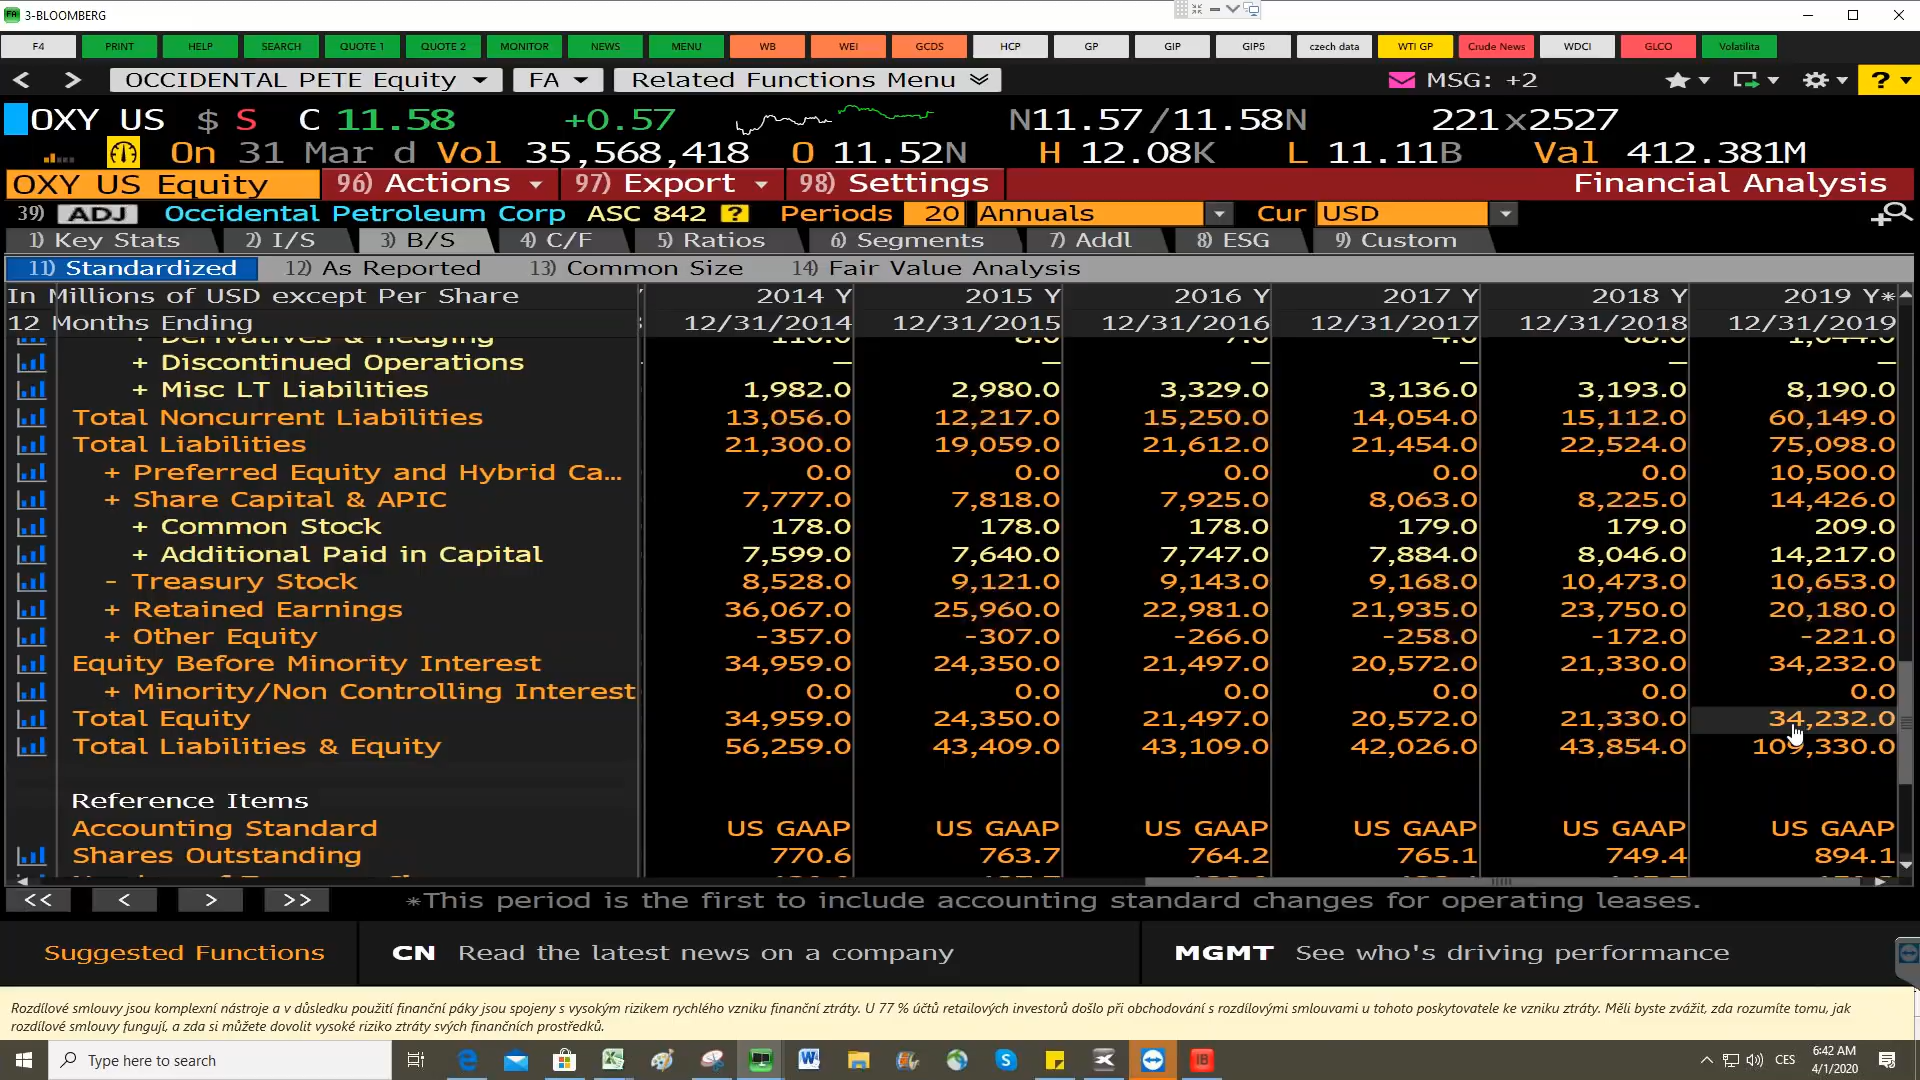 3-BLOOMBERG
F4 PRINT HELP SEARCH QUOTE 1 QUOTE 2 MONITOR NEWS MENU WB WEI GCDS HCP GP GIP GIP5 czech data WTI GP Crude News WDCI GLCO Volatilita
< > OCCIDENTAL PETE Equity FA Related Functions Menu MSG: +2 ?
OXY US $ S C 11.58 +0.57 N11.57/11.58N 221x2527
On 31 Mar d Vol 35,568,418 O 11.52N H 12.08K L 11.11B Val 412.381M
OXY US Equity 96) Actions 97) Export 98) Settings Financial Analysis
39) ADJ Occidental Petroleum Corp ASC 842 ? Periods 20 Annuals Cur USD
1) Key Stats 2) I/S 3) B/S 4) C/F 5) Ratios 6) Segments 7) Addl 8) ESG 9) Custom
11) Standardized 12) As Reported 13) Common Size 14) Fair Value Analysis
In Millions of USD except Per Share 2014 Y 2015 Y 2016 Y 2017 Y 2018 Y 2019 Y*
12 Months Ending 12/31/2014 12/31/2015 12/31/2016 12/31/2017 12/31/2018 12/31/2019
+ Derivatives & Hedging
+ Discontinued Operations — — — — — —
+ Misc LT Liabilities 1,982.0 2,980.0 3,329.0 3,136.0 3,193.0 8,190.0
Total Noncurrent Liabilities 13,056.0 12,217.0 15,250.0 14,054.0 15,112.0 60,149.0
Total Liabilities 21,300.0 19,059.0 21,612.0 21,454.0 22,524.0 75,098.0
+ Preferred Equity and Hybrid Ca... 0.0 0.0 0.0 0.0 0.0 10,500.0
+ Share Capital & APIC 7,777.0 7,818.0 7,925.0 8,063.0 8,225.0 14,426.0
+ Common Stock 178.0 178.0 178.0 179.0 179.0 209.0
+ Additional Paid in Capital 7,599.0 7,640.0 7,747.0 7,884.0 8,046.0 14,217.0
- Treasury Stock 8,528.0 9,121.0 9,143.0 9,168.0 10,473.0 10,653.0
+ Retained Earnings 36,067.0 25,960.0 22,981.0 21,935.0 23,750.0 20,180.0
+ Other Equity -357.0 -307.0 -266.0 -258.0 -172.0 -221.0
Equity Before Minority Interest 34,959.0 24,350.0 21,497.0 20,572.0 21,330.0 34,232.0
+ Minority/Non Controlling Interest 0.0 0.0 0.0 0.0 0.0 0.0
Total Equity 34,959.0 24,350.0 21,497.0 20,572.0 21,330.0 34,232.0
Total Liabilities & Equity 56,259.0 43,409.0 43,109.0 42,026.0 43,854.0 109,330.0
Reference Items
Accounting Standard US GAAP US GAAP US GAAP US GAAP US GAAP US GAAP
Shares Outstanding 770.6 763.7 764.2 765.1 749.4 894.1
<< < > >> *This period is the first to include accounting standard changes for operating leases.
Suggested Functions CN Read the latest news on a company MGMT See who's driving performance
Rozdílové smlouvy jsou komplexní nástroje a v důsledku použití finanční páky jsou spojeny s vysokým rizikem rychlého vzniku finanční ztráty. U 77 % účtů retailových investorů došlo při obchodování s rozdílovými smlouvami u tohoto poskytovatele ke vzniku ztráty. Měli byste zvážit, zda rozumíte tomu, jak
rozdílové smlouvy fungují, a zda si můžete dovolit vysoké riziko ztráty svých finančních prostředků.
Type here to search CES 6:42 AM
4/1/2020